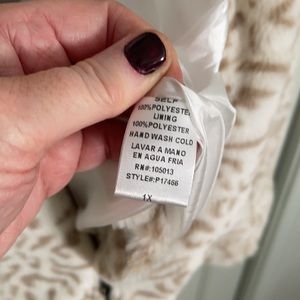 SELF
100%POLYESTER
LINING
100%POLYESTER
HAND WASH COLD
LAVAR A MANO
EN AGUA FRIA
RN#:105013
STYLE#:P17466
1X